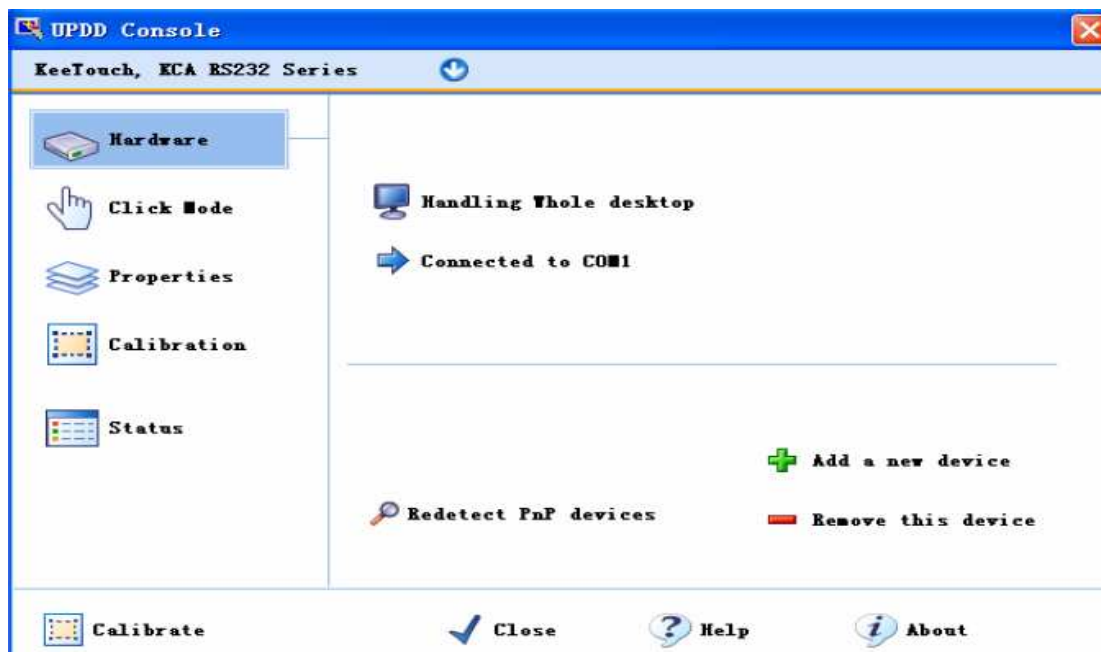 UPDD Console
KeeTouch, KCA RS232 Series
Hardware
Click Mode
Properties
Calibration
Status
Handling Whole desktop
Connected to COM1
Add a new device
Redetect PnP devices
Remove this device
Calibrate
Close
Help
About